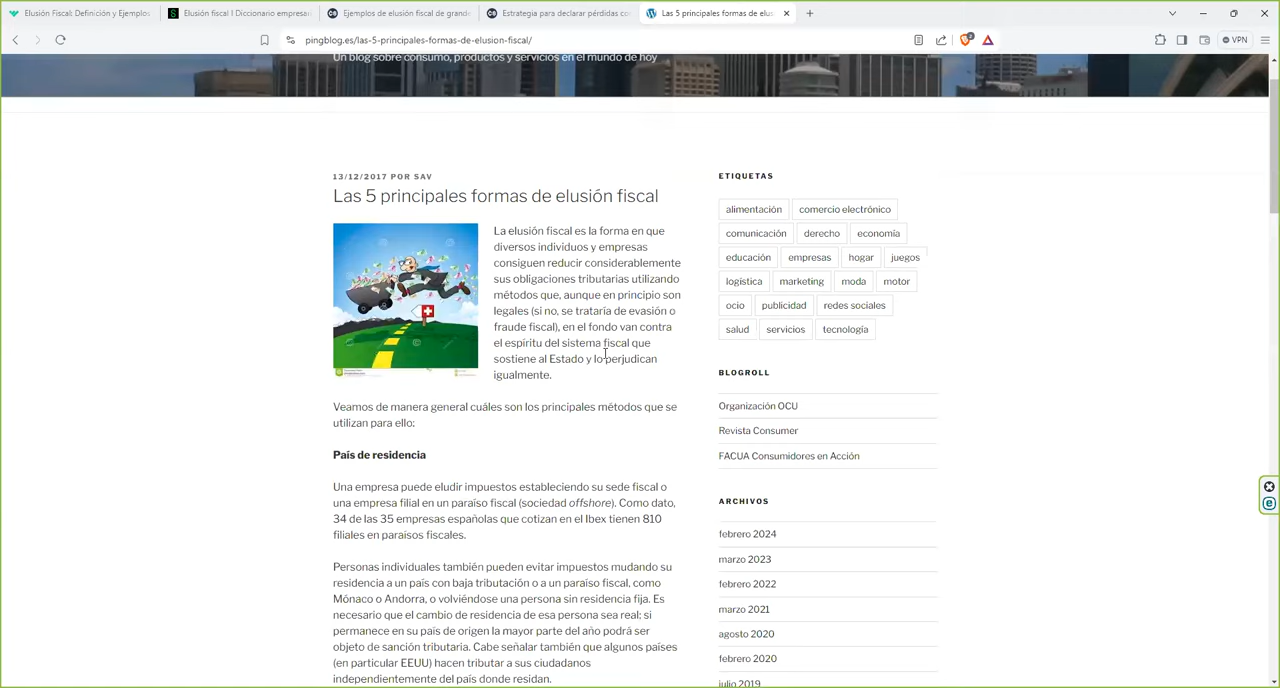 Elusión Fiscal: Definición y Ejemplos
Elusión fiscal I Diccionario empresari
Ejemplos de elusión fiscal de grande
Estrategia para declarar pérdidas co
Las 5 principales formas de elus
pingblog.es/las-5-principales-formas-de-elusion-fiscal/
VPN
Un blog sobre consumo, productos y servicios en el mundo de hoy
13/12/2017 POR SAV
Las 5 principales formas de elusión fiscal
La elusión fiscal es la forma en que
diversos individuos y empresas
consiguen reducir considerablemente
sus obligaciones tributarias utilizando
métodos que, aunque en principio son
legales (si no, se trataria de evasión o
fraude fiscal), en el fondo van contra
el espíritu del sistema fiscal que
sostiene al Estado y lo perjudican
igualmente.
Veamos de manera general cuáles son los principales métodos que se
utilizan para ello:
País de residencia
Una empresa puede eludir impuestos estableciendo su sede fiscal o
una empresa filial en un paraíso fiscal (sociedad offshore). Como dato,
34 de las 35 empresas españolas que cotizan en el Ibex tienen 810
filiales en paraísos fiscales.
Personas individuales también pueden evitar impuestos mudando su
residencia a un país con baja tributación o a un paraíso fiscal, como
Mónaco o Andorra, o volviéndose una persona sin residencia fija. Es
necesario que el cambio de residencia de esa persona sea real: si
permanece en su país de origen la mayor parte del año podrá ser
objeto de sanción tributaria. Cabe señalar también que algunos países
(en particular EEUU) hacen tributar a sus ciudadanos
independientemente del país donde residan.
ETIQUETAS
alimentación
comercio electrónico
comunicación
derecho
economía
educación
empresas
hogar
juegos
logística
marketing
moda
motor
ocio
publicidad
redes sociales
salud
servicios
tecnología
BLOGROLL
Organización OCU
Revista Consumer
FACUA Consumidores en Acción
ARCHIVOS
febrero 2024
marzo 2023
febrero 2022
marzo 2021
agosto 2020
febrero 2020
julio 2019